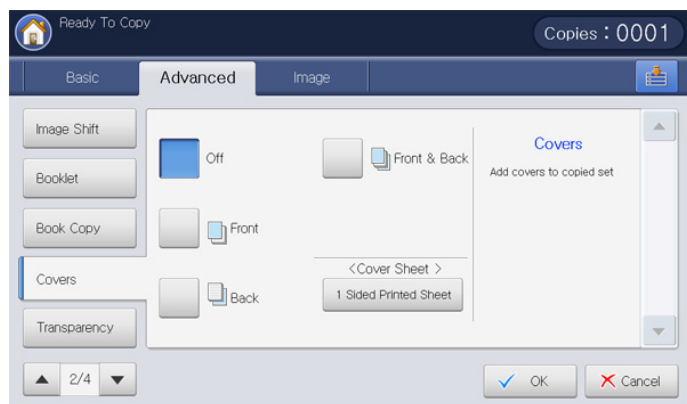 Ready To Copy
Copies : 0001
Basic
Advanced
Image
Image Shift
Booklet
Book Copy
Covers
Transparency
2/4
Off
Front
Back
Front & Back
<Cover Sheet >
1 Sided Printed Sheet
Covers
Add covers to copied set
OK
Cancel